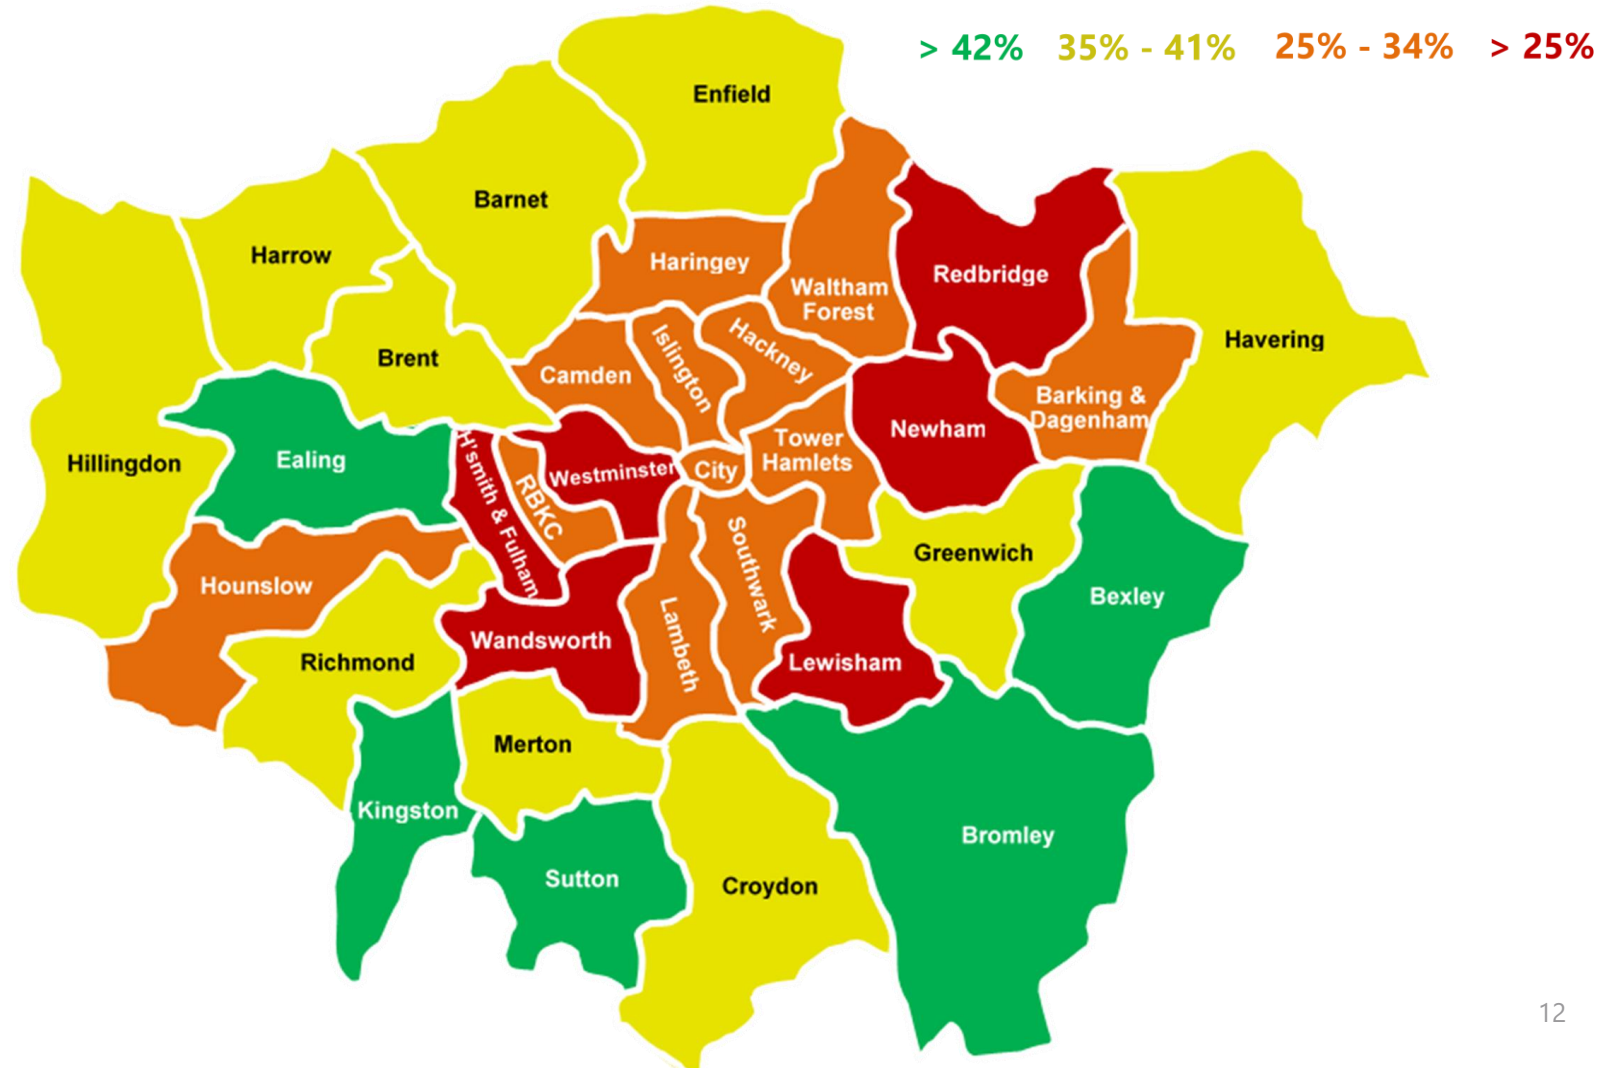 > 42% 35% - 41% 25% - 34% > 25%
Enfield
Barnet
Harrow
Haringey
Redbridge
Waltham
Forest
Havering
Brent
Camden
Islington
Hackney
Barking &
Dagenham
Newham
Hillingdon
Ealing
H'smith & Fulham
RBKC
Westminster
City
Tower
Hamlets
Hounslow
Southwark
Greenwich
Bexley
Richmond
Wandsworth
Lambeth
Lewisham
Merton
Kingston
Sutton
Croydon
Bromley
12